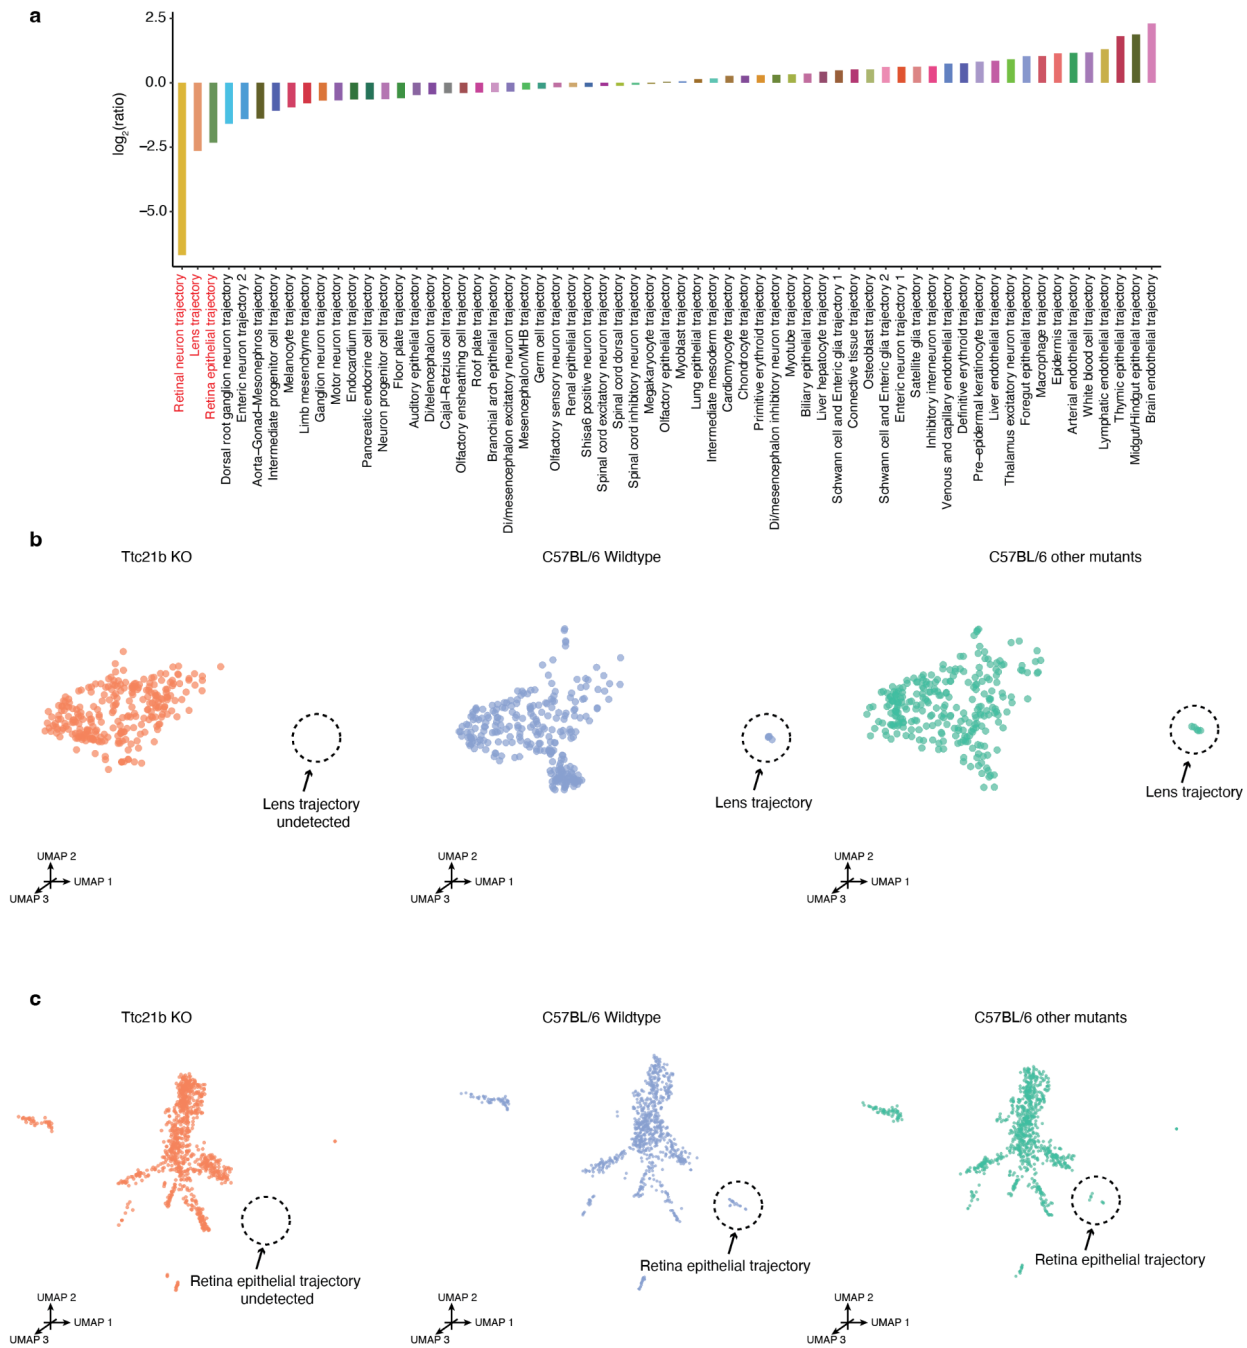 a
2.5
0.0
−2.5
−5.0
log2(ratio)
Retinal neuron trajectory
Lens trajectory
Retina epithelial trajectory
Dorsal root ganglion neuron trajectory
Enteric neuron trajectory 2
Aorta−Gonad−Mesonephros trajectory
Intermediate progenitor cell trajectory
Melanocyte trajectory
Limb mesenchyme trajectory
Ganglion neuron trajectory
Motor neuron trajectory
Endocardium trajectory
Pancreatic endocrine cell trajectory
Neuron progenitor cell trajectory
Floor plate trajectory
Auditory epithelial trajectory
Di/telencephalon trajectory
Cajal−Retzius cell trajectory
Olfactory ensheathing cell trajectory
Roof plate trajectory
Branchial arch epithelial trajectory
Di/mesencephalon excitatory neuron trajectory
Mesencephalon/MHB trajectory
Germ cell trajectory
Olfactory sensory neuron trajectory
Renal epithelial trajectory
Shisa6 positive neuron trajectory
Spinal cord excitatory neuron trajectory
Spinal cord dorsal trajectory
Spinal cord inhibitory neuron trajectory
Megakaryocyte trajectory
Olfactory epithelial trajectory
Myoblast trajectory
Lung epithelial trajectory
Intermediate mesoderm trajectory
Cardiomyocyte trajectory
Chondrocyte trajectory
Primitive erythroid trajectory
Di/mesencephalon inhibitory neuron trajectory
Myotube trajectory
Biliary epithelial trajectory
Liver hepatocyte trajectory
Schwann cell and Enteric glia trajectory 1
Connective tissue trajectory
Osteoblast trajectory
Schwann cell and Enteric glia trajectory 2
Enteric neuron trajectory 1
Satellite glia trajectory
Inhibitory interneuron trajectory
Venous and capillary endothelial trajectory
Definitive erythroid trajectory
Pre−epidermal keratinocyte trajectory
Liver endothelial trajectory
Thalamus excitatory neuron trajectory
Foregut epithelial trajectory
Macrophage trajectory
Epidermis trajectory
Arterial endothelial trajectory
White blood cell trajectory
Lymphatic endothelial trajectory
Thymic epithelial trajectory
Midgut/Hindgut epithelial trajectory
Brain endothelial trajectory
b
Ttc21b KO
C57BL/6 Wildtype
C57BL/6 other mutants
Lens trajectory
undetected
Lens trajectory
Lens trajectory
UMAP 2
UMAP 1
UMAP 3
UMAP 2
UMAP 1
UMAP 3
UMAP 2
UMAP 1
UMAP 3
c
Ttc21b KO
C57BL/6 Wildtype
C57BL/6 other mutants
Retina epithelial trajectory
undetected
Retina epithelial trajectory
Retina epithelial trajectory
UMAP 2
UMAP 1
UMAP 3
UMAP 2
UMAP 1
UMAP 3
UMAP 2
UMAP 1
UMAP 3